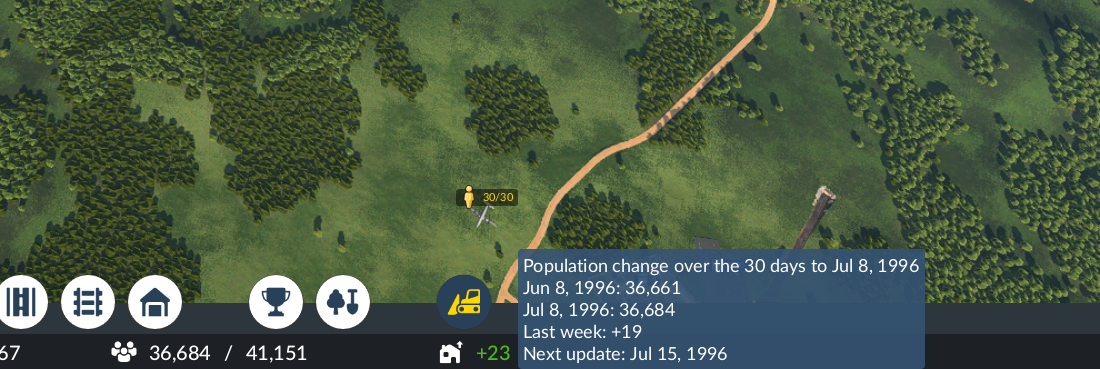 30/30
Population change over the 30 days to Jul 8, 1996
Jun 8, 1996: 36,661
Jul 8, 1996: 36,684
Last week: +19
Next update: Jul 15, 1996
67
36,684 / 41,151
+23